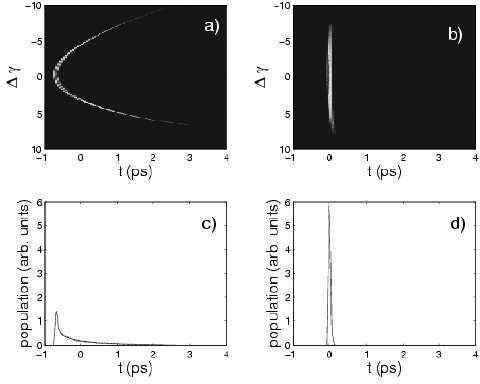 -10 -10
-5 a) -5 b)
Δ γ 0 Δ γ 0
5 5
10 10
-1 0 1 2 3 4 -1 0 1 2 3 4
t (ps) t (ps)
6 6
5 c) 5 d)
4 4
3 3
2 2
1 1
0 0
population (arb. units) population (arb. units)
-1 0 1 2 3 4 -1 0 1 2 3 4
t (ps) t (ps)